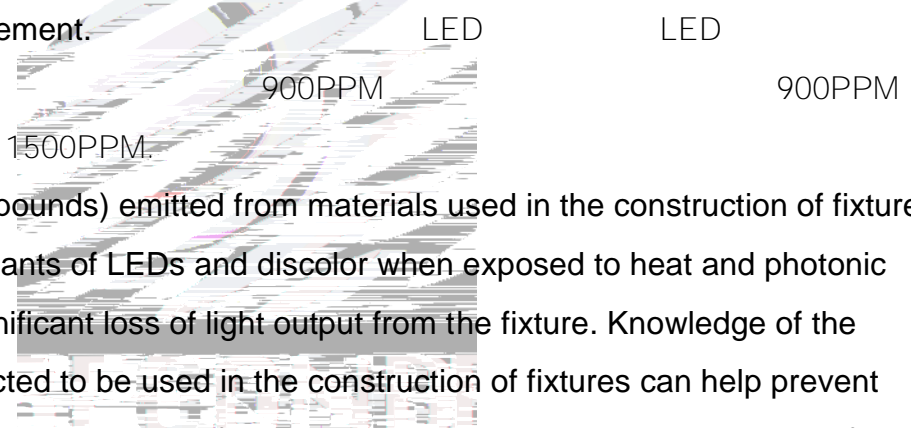 ement. LED LED
900PPM 900PPM
1500PPM.
pounds) emitted from materials used in the construction of fixture
ants of LEDs and discolor when exposed to heat and photonic
nificant loss of light output from the fixture. Knowledge of the
cted to be used in the construction of fixtures can help prevent